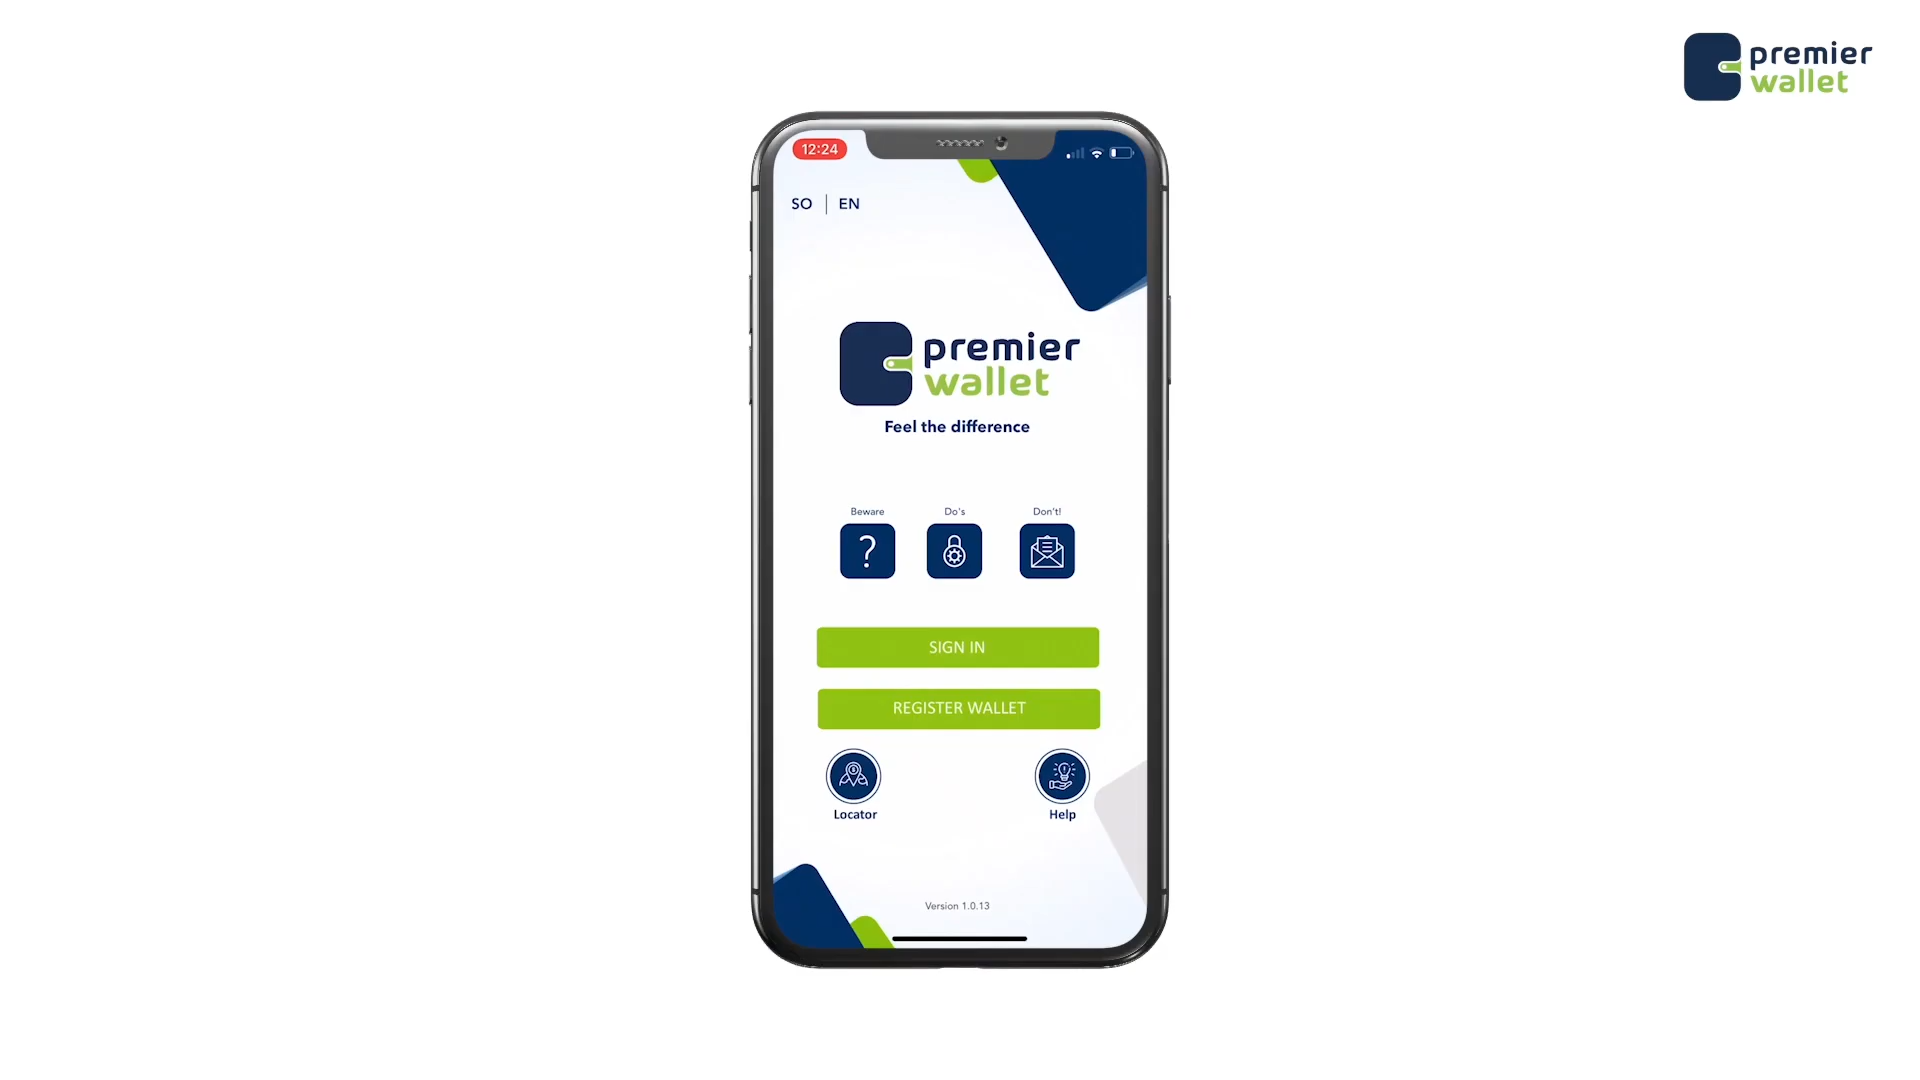 premier
wallet
12:24
SO | EN
premier
wallet
Feel the difference
Beware
Do's
Don't!
?
SIGN IN
REGISTER WALLET
Locator
Help
Version 1.0.13